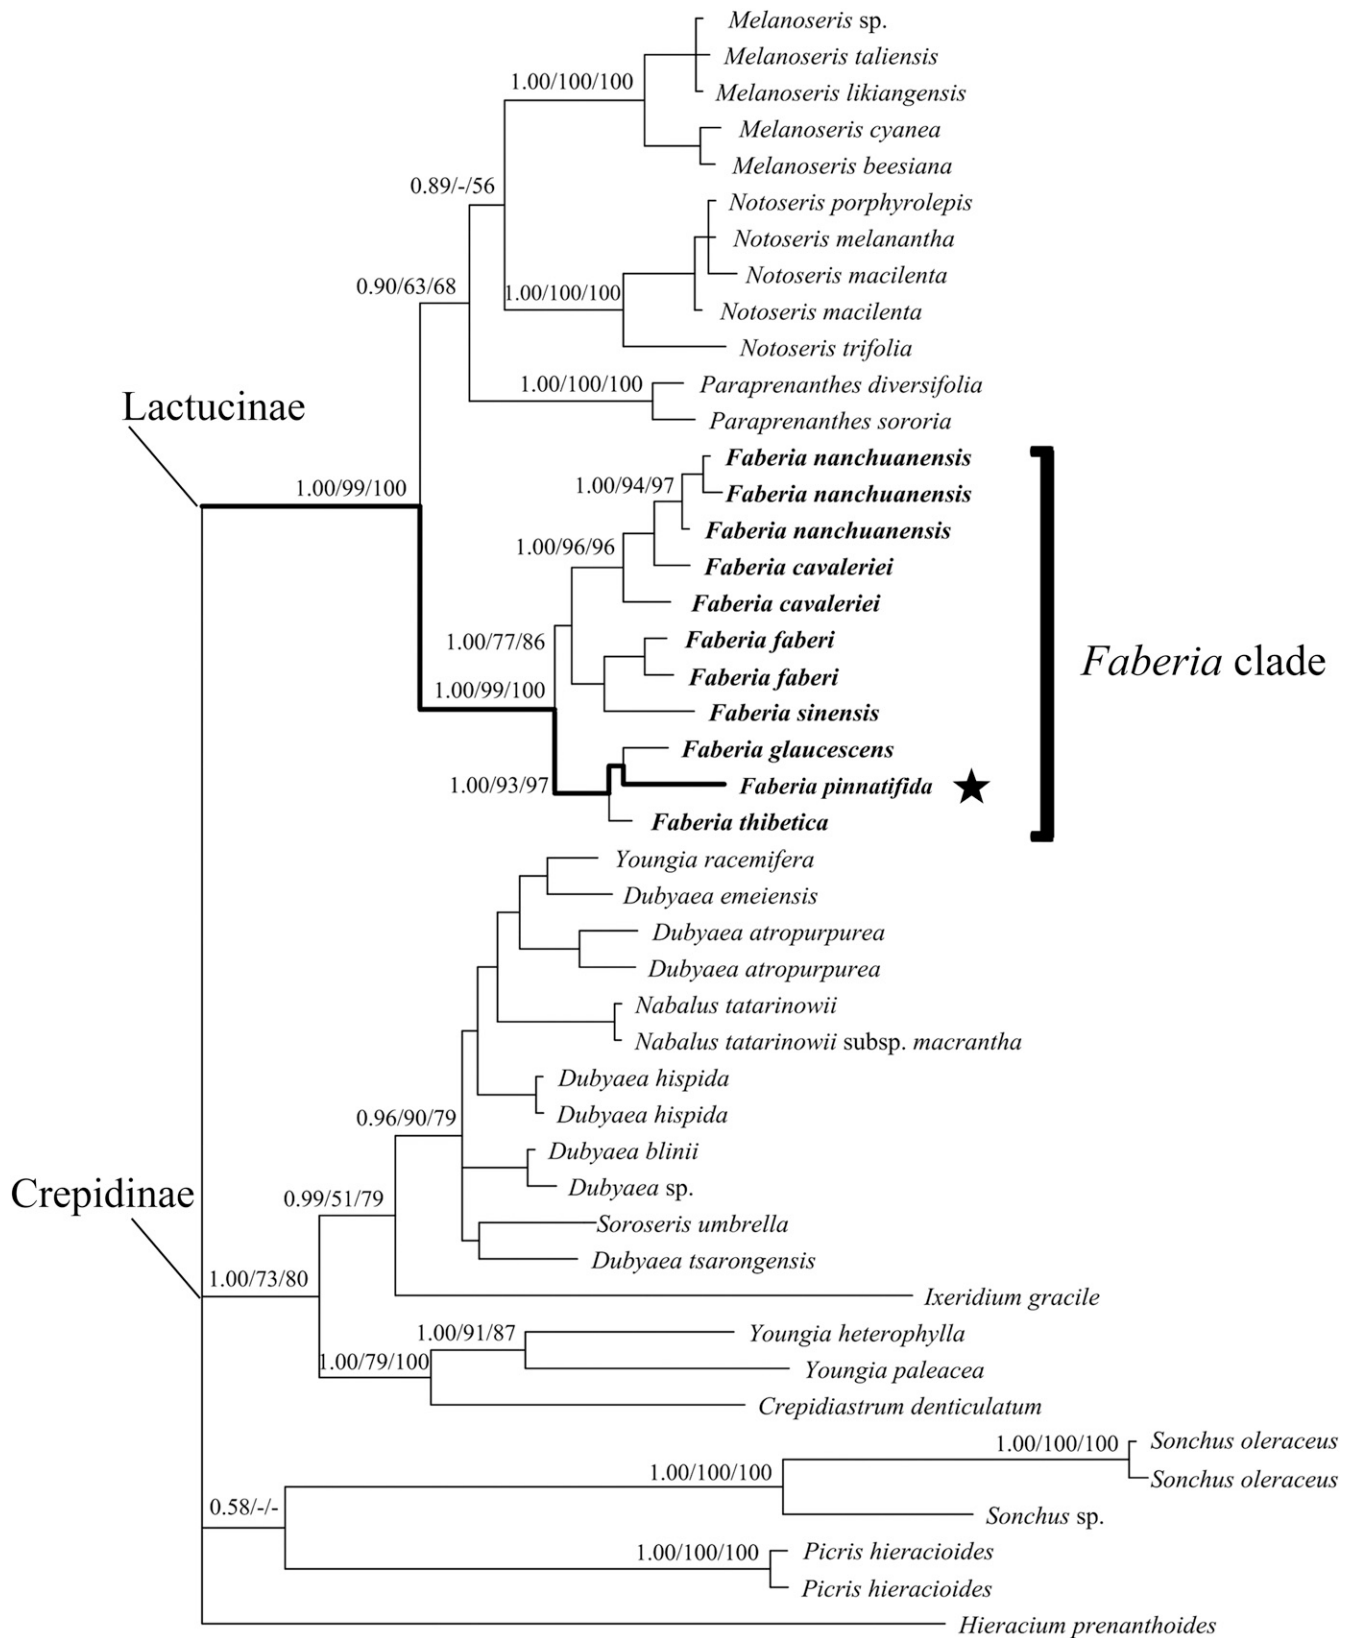 Melanoseris sp.
Melanoseris taliensis
1.00/100/100
Melanoseris likiangensis
Melanoseris cyanea
Melanoseris beesiana
0.89/-/56
Notoseris porphyrolepis
Notoseris melanantha
Notoseris macilenta
0.90/63/68
1.00/100/100
Notoseris macilenta
Notoseris trifolia
1.00/100/100
Paraprenanthes diversifolia
Lactucinae
Paraprenanthes sororia
Faberia nanchuanensis
1.00/99/100
1.00/94/97
Faberia nanchuanensis
Faberia nanchuanensis
1.00/96/96
Faberia cavaleriei
Faberia cavaleriei
1.00/77/86
Faberia faberi
Faberia clade
Faberia faberi
1.00/99/100
Faberia sinensis
Faberia glaucescens
1.00/93/97
Faberia pinnatifida
Faberia thibetica
Youngia racemifera
Dubyaea emeiensis
Dubyaea atropurpurea
Dubyaea atropurpurea
Nabalus tatarinowii
Nabalus tatarinowii subsp. macrantha
Dubyaea hispida
Dubyaea hispida
0.96/90/79
Dubyaea blinii
Crepidinae
0.99/51/79
Dubyaea sp.
Soroseris umbrella
Dubyaea tsarongensis
1.00/73/80
Ixeridium gracile
1.00/91/87
Youngia heterophylla
1.00/79/100
Youngia paleacea
Crepidiastrum denticulatum
1.00/100/100
Sonchus oleraceus
1.00/100/100
Sonchus oleraceus
0.58/-/-
Sonchus sp.
1.00/100/100
Picris hieracioides
Picris hieracioides
Hieracium prenanthoides